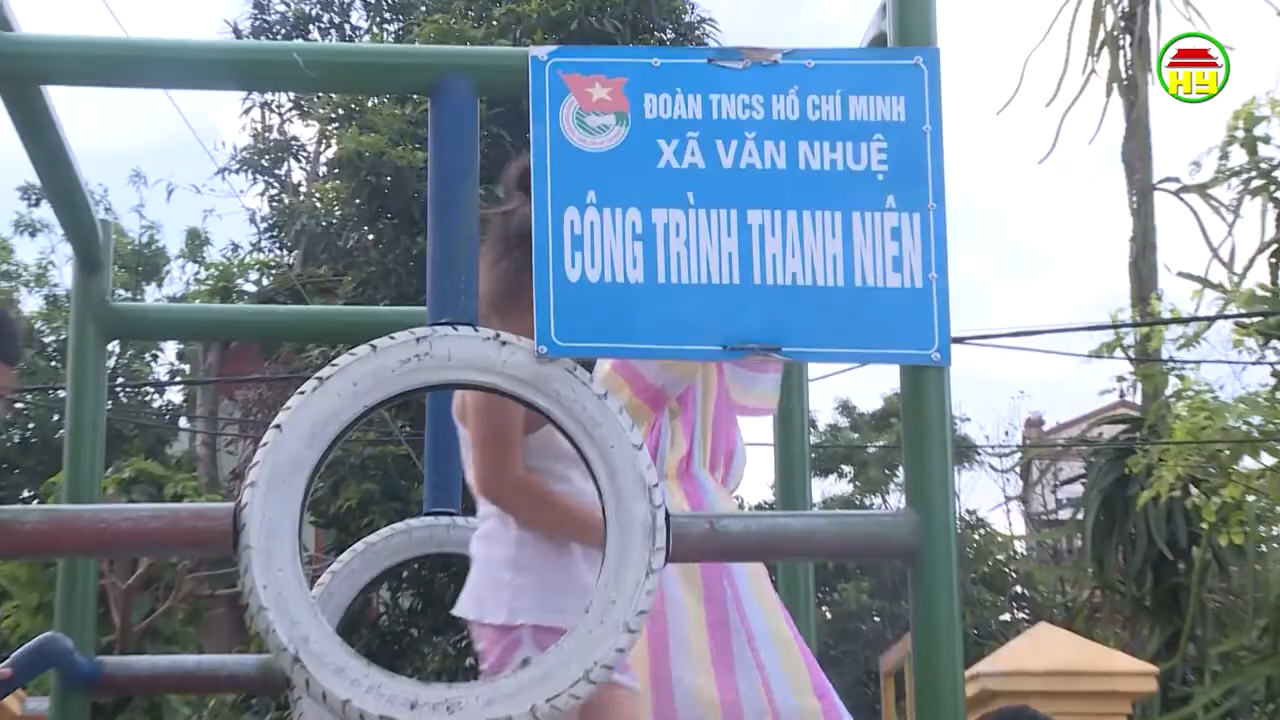 HY
ĐOÀN TNCS HỒ CHÍ MINH
XÃ VĂN NHUỆ
CÔNG TRÌNH THANH NIÊN